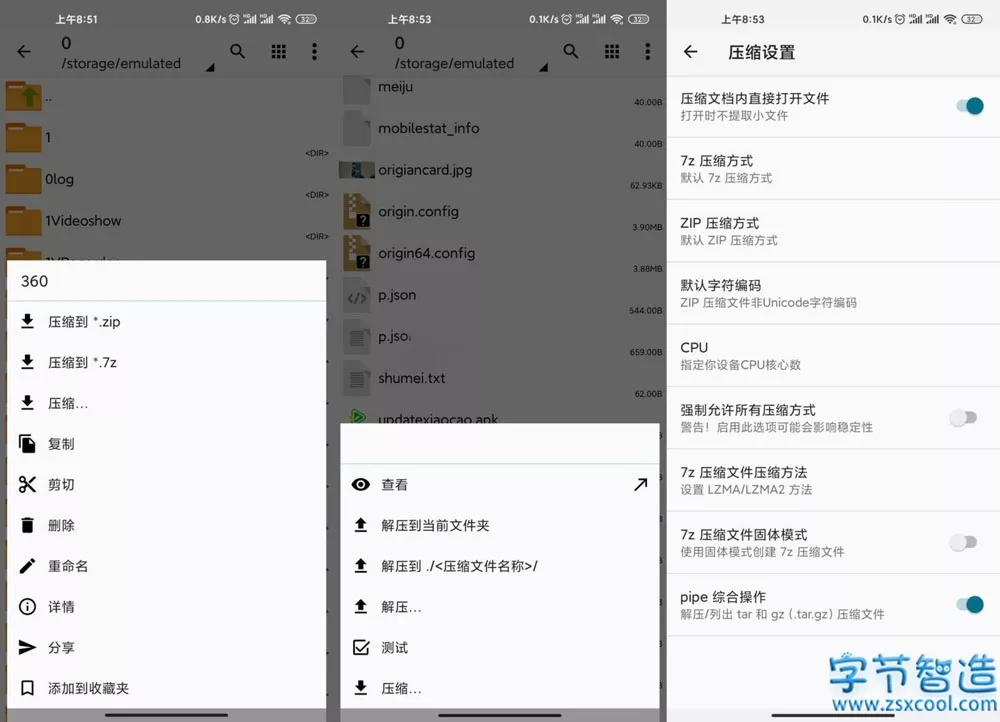 上午8:51
0.8K/s
HD
HD
32
0
/storage/emulated
..
1
<DIR>
0log
<DIR>
1Videoshow
<DIR>
360
压缩到 *.zip
压缩到 *.7z
压缩...
复制
剪切
删除
重命名
详情
分享
添加到收藏夹
上午8:53
0.1K/s
HD
HD
32
0
/storage/emulated
meiju
40.00B
mobilestat_info
40.00B
origiancard.jpg
62.93KB
origin.config
3.90MB
origin64.config
3.88MB
p.json
544.00B
p.json
659.00B
shumei.txt
62.00B
updatexiaocao.apk
查看
解压到当前文件夹
解压到 ./<压缩文件名称>/
解压...
测试
压缩...
上午8:53
0.1K/s
HD
HD
32
压缩设置
压缩文档内直接打开文件
打开时不提取小文件
7z 压缩方式
默认 7z 压缩方式
ZIP 压缩方式
默认 ZIP 压缩方式
默认字符编码
ZIP 压缩文件非Unicode字符编码
CPU
指定你设备CPU核心数
强制允许所有压缩方式
警告！启用此选项可能会影响稳定性
7z 压缩文件压缩方法
设置 LZMA/LZMA2 方法
7z 压缩文件固体模式
使用固体模式创建 7z 压缩文件
pipe 综合操作
解压/列出 tar 和 gz (.tar.gz) 压缩文件
字节智造
www.zsxcool.com